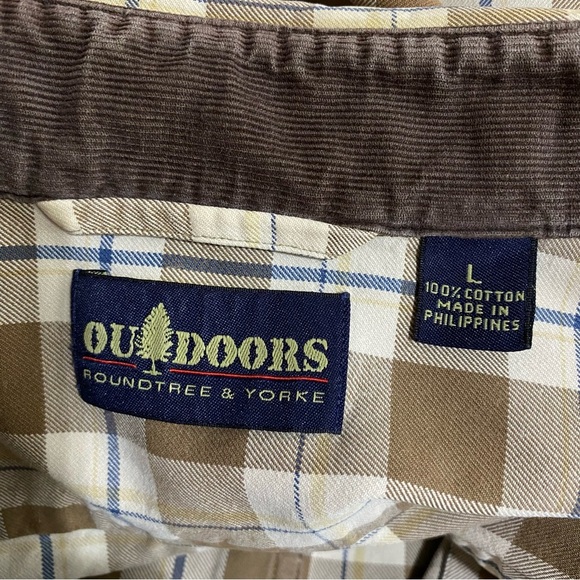 OUTDOORS
ROUNDTREE & YORKE
L
100% COTTON
MADE IN
PHILIPPINES